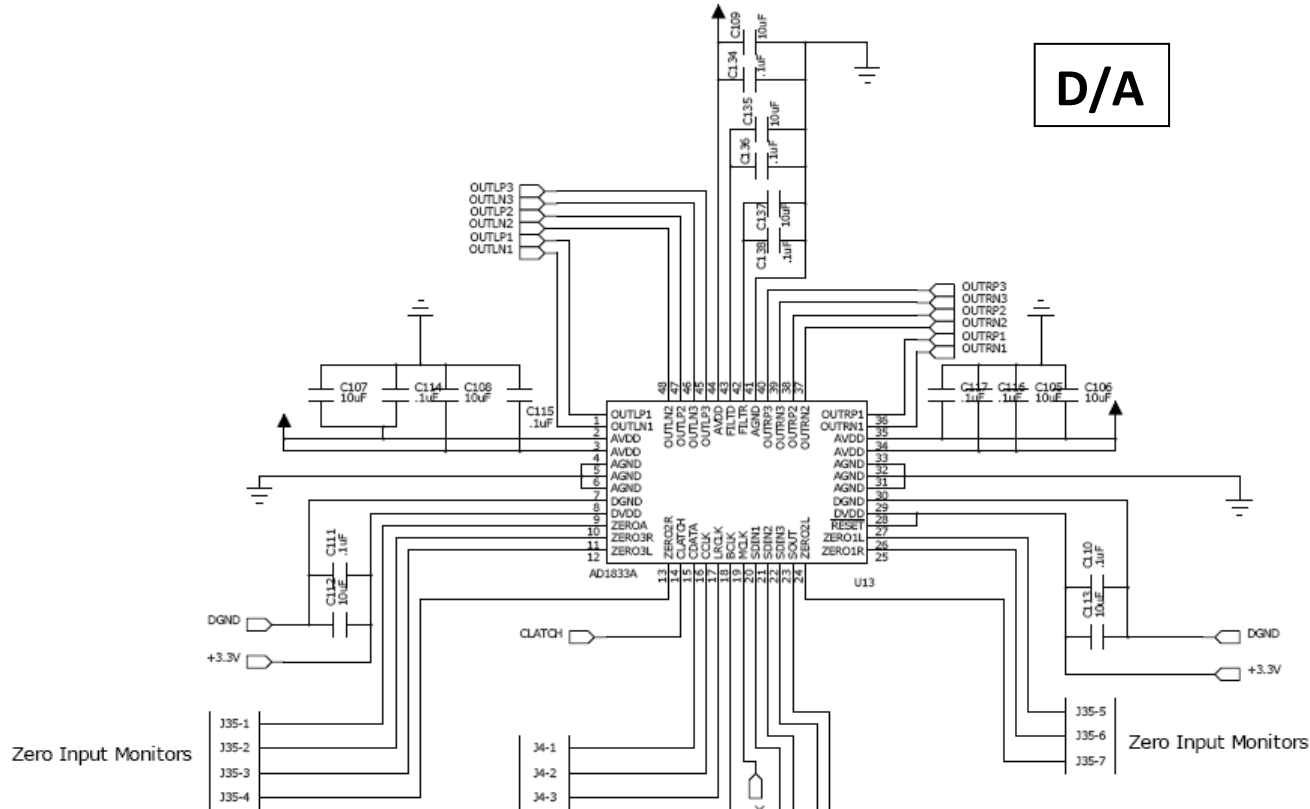 D/A
C109
10uF
C134
.1uF
C135
10uF
C136
.1uF
C137
10uF
C138
.1uF
OUTLP3
OUTLN3
OUTLP2
OUTLN2
OUTLP1
OUTLN1
OUTRP3
OUTRN3
OUTRP2
OUTRN2
OUTRP1
OUTRN1
C107
10uF
C114
.1uF
C108
10uF
C115
.1uF
C117
.1uF
C116
.1uF
C105
10uF
C106
10uF
48 47 46 45 44 43 42 41 40 39 38 37
OUTLN2 OUTLP2 OUTLN3 OUTLP3 AVDD FILTD FILTR AGND OUTRP3 OUTRN3 OUTRP2 OUTRN2
1 OUTLP1
2 OUTLN1
3 AVDD
4 AVDD
5 AGND
6 AGND
AGND
7 DGND
8 DVDD
9 ZEROA
10 ZERO3R
11 ZERO3L
12
OUTRP1 36
OUTRN1 35
AVDD 34
AVDD 33
AGND 32
AGND 31
AGND 30
DGND 29
DVDD 28
RESET 27
ZERO1L 26
ZERO1R 25
ZERO2R CLATCH CDATA CCLK LRCLK BCLK MCLK SDIN1 SDIN2 SDIN3 SOUT ZERO2L
13 14 15 16 17 18 19 20 21 22 23 24
AD1833A
U13
C111
.1uF
C112
10uF
C110
.1uF
C113
10uF
DGND
+3.3V
CLATCH
DGND
+3.3V
Zero Input Monitors
J35-1
J35-2
J35-3
J35-4
J4-1
J4-2
J4-3
J35-5
J35-6
J35-7
Zero Input Monitors